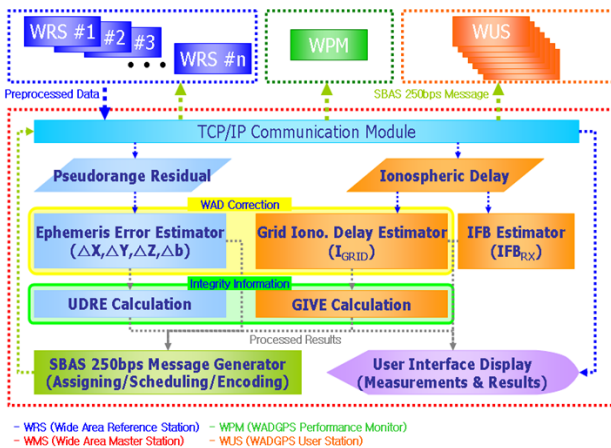 WRS #1
#2
#3
• • •
WRS #n
WPM
WUS
Preprocessed Data
SBAS 250bps Message
TCP/IP Communication Module
Pseudorange Residual
Ionospheric Delay
WAD Correction
Ephemeris Error Estimator
(△X,△Y,△Z,△b)
Grid Iono. Delay Estimator
(I_GRID)
IFB Estimator
(IFB_RX)
Integrity Information
UDRE Calculation
GIVE Calculation
Processed Results
SBAS 250bps Message Generator
(Assigning/Scheduling/Encoding)
User Interface Display
(Measurements & Results)
– WRS (Wide Area Reference Station)
– WPM (WADGPS Performance Monitor)
– WMS (Wide Area Master Station)
– WUS (WADGPS User Station)